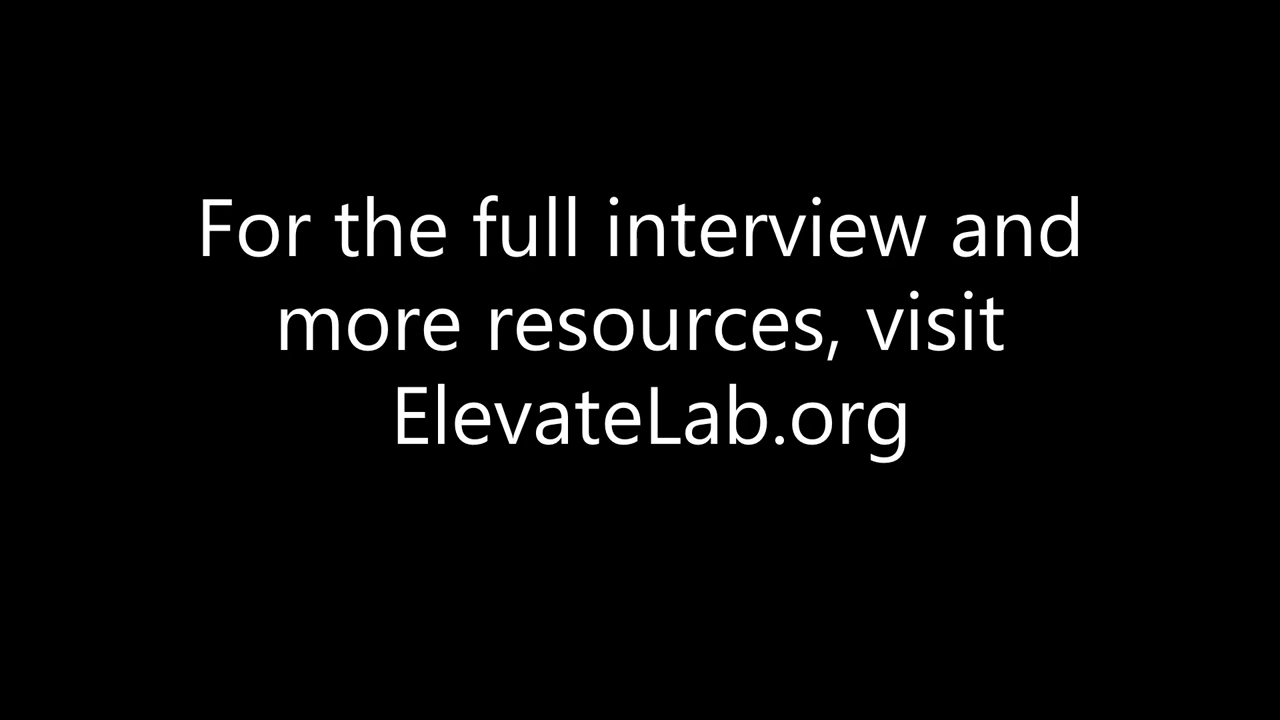 For the full interview and
more resources, visit
ElevateLab.org